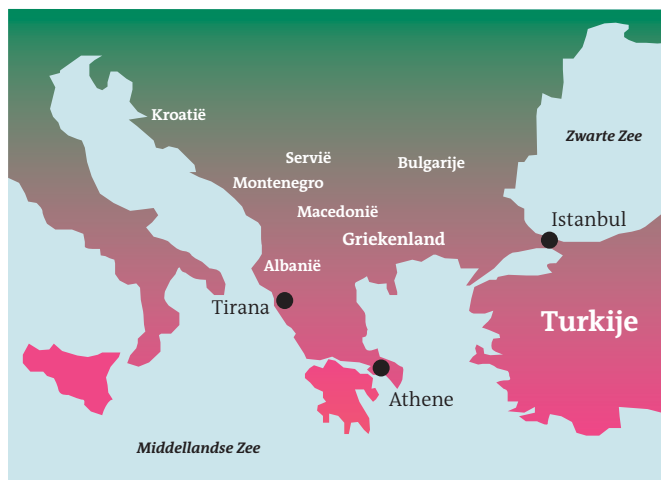 Kroatië
Zwarte Zee
Servië
Bulgarije
Montenegro
Macedonië
Istanbul
Griekenland
Albanië
Tirana
Turkije
Athene
Middellandse Zee